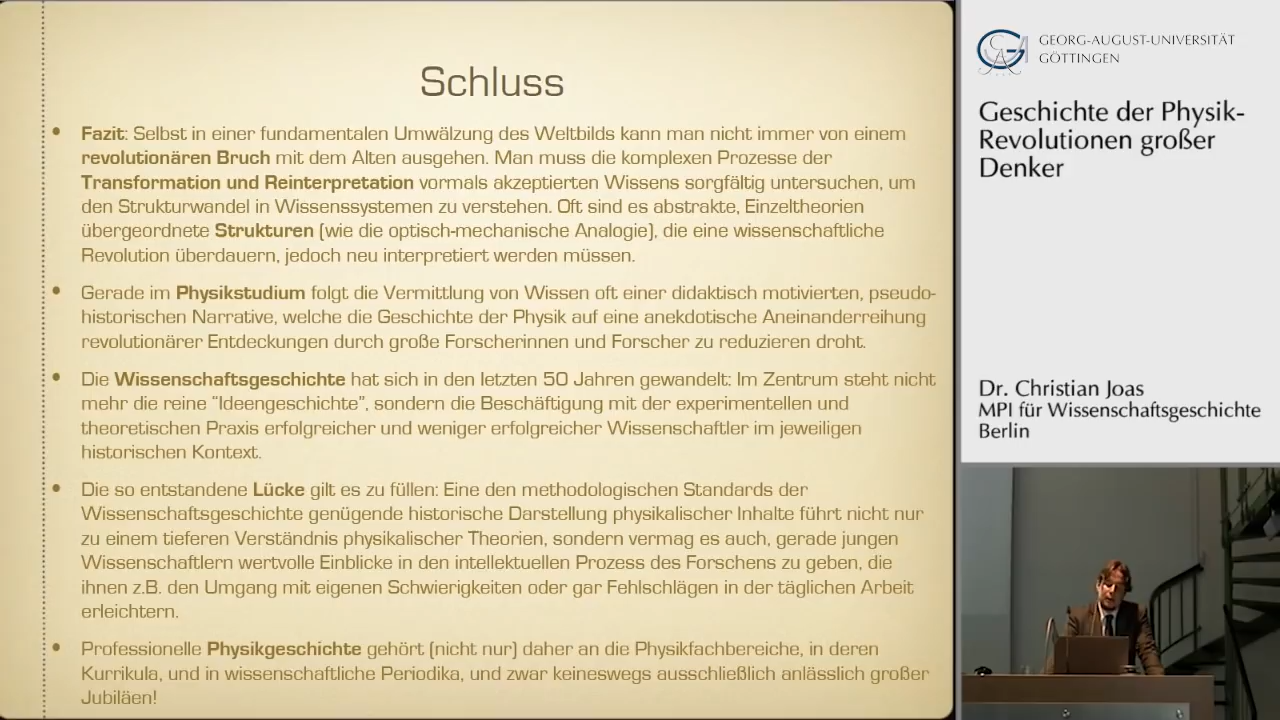 Schluss
• Fazit: Selbst in einer fundamentalen Umwälzung des Weltbilds kann man nicht immer von einem
revolutionären Bruch mit dem Alten ausgehen. Man muss die komplexen Prozesse der
Transformation und Reinterpretation vormals akzeptierten Wissens sorgfältig untersuchen, um
den Strukturwandel in Wissenssystemen zu verstehen. Oft sind es abstrakte, Einzeltheorien
übergeordnete Strukturen (wie die optisch-mechanische Analogie), die eine wissenschaftliche
Revolution überdauern, jedoch neu interpretiert werden müssen.
• Gerade im Physikstudium folgt die Vermittlung von Wissen oft einer didaktisch motivierten, pseudo-
historischen Narrative, welche die Geschichte der Physik auf eine anekdotische Aneinanderreihung
revolutionärer Entdeckungen durch große Forscherinnen und Forscher zu reduzieren droht.
• Die Wissenschaftsgeschichte hat sich in den letzten 50 Jahren gewandelt: Im Zentrum steht nicht
mehr die reine “Ideengeschichte”, sondern die Beschäftigung mit der experimentellen und
theoretischen Praxis erfolgreicher und weniger erfolgreicher Wissenschaftler im jeweiligen
historischen Kontext.
• Die so entstandene Lücke gilt es zu füllen: Eine den methodologischen Standards der
Wissenschaftsgeschichte genügende historische Darstellung physikalischer Inhalte führt nicht nur
zu einem tieferen Verständnis physikalischer Theorien, sondern vermag es auch, gerade jungen
Wissenschaftlern wertvolle Einblicke in den intellektuellen Prozess des Forschens zu geben, die
ihnen z.B. den Umgang mit eigenen Schwierigkeiten oder gar Fehlschlägen in der täglichen Arbeit
erleichtern.
• Professionelle Physikgeschichte gehört (nicht nur) daher an die Physikfachbereiche, in deren
Kurrikula, und in wissenschaftliche Periodika, und zwar keineswegs ausschließlich anlässlich großer
Jubiläen!
GEORG-AUGUST-UNIVERSITÄT
GÖTTINGEN
Geschichte der Physik-
Revolutionen großer
Denker
Dr. Christian Joas
MPI für Wissenschaftsgeschichte
Berlin